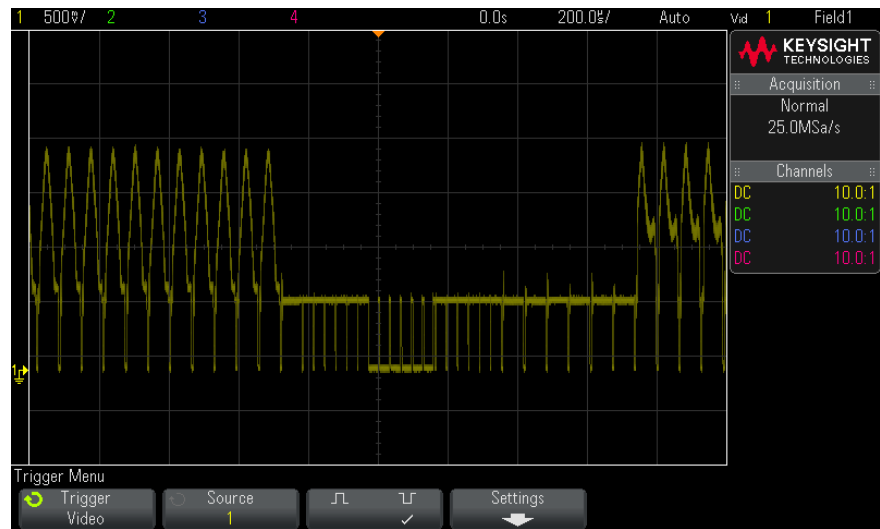 1 500mV/ 2 3 4 0.0s 200.0µs/ Auto Vid 1 Field1
KEYSIGHT
TECHNOLOGIES
Acquisition
Normal
25.0MSa/s
Channels
DC 10.0:1
DC 10.0:1
DC 10.0:1
DC 10.0:1
1
Trigger Menu
Trigger
Video
Source
1
Settings